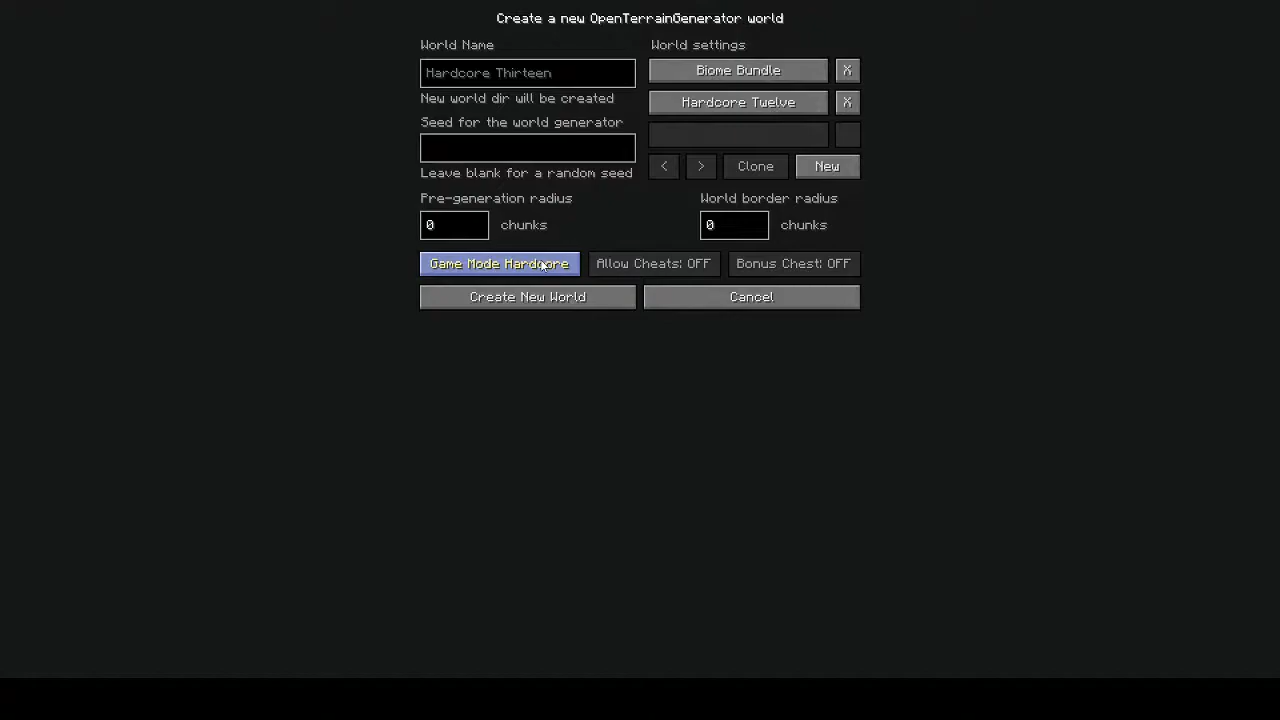 Create a new OpenTerrainGenerator world
World Name
Hardcore Thirteen
New world dir will be created
Seed for the world generator
Leave blank for a random seed
World settings
Biome Bundle X
Hardcore Twelve X
< > Clone New
Pre-generation radius
0 chunks
World border radius
0 chunks
Game Mode Hardcore Allow Cheats: OFF Bonus Chest: OFF
Create New World Cancel